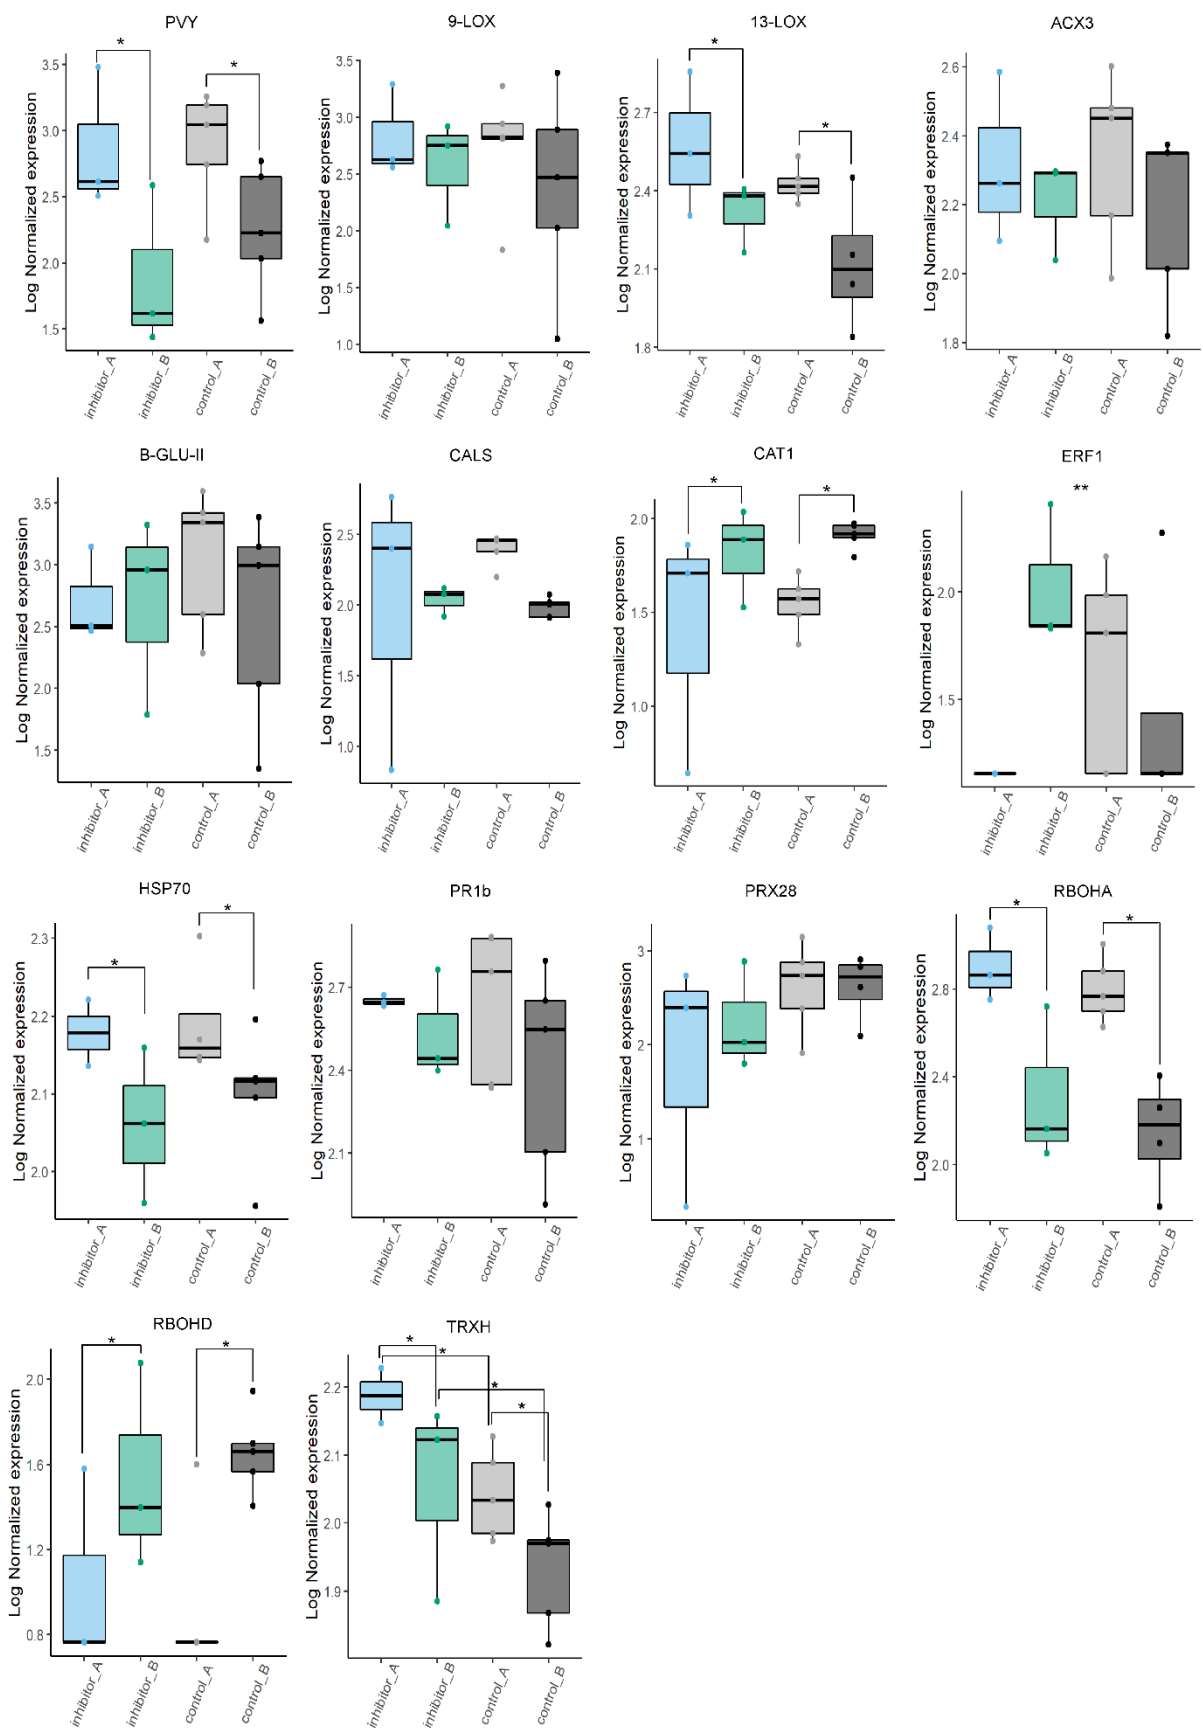 PVY
9-LOX
13-LOX
ACX3
Log Normalized expression
3.5
3.0
2.5
2.0
1.5
*
*
inhibitor_A
inhibitor_B
control_A
control_B
Log Normalized expression
3.5
3.0
2.5
2.0
1.5
1.0
inhibitor_A
inhibitor_B
control_A
control_B
Log Normalized expression
2.7
2.4
2.1
1.8
*
*
inhibitor_A
inhibitor_B
control_A
control_B
Log Normalized expression
2.6
2.4
2.2
2.0
1.8
inhibitor_A
inhibitor_B
control_A
control_B
B-GLU-II
CALS
CAT1
ERF1
Log Normalized expression
3.5
3.0
2.5
2.0
1.5
inhibitor_A
inhibitor_B
control_A
control_B
Log Normalized expression
2.5
2.0
1.5
1.0
inhibitor_A
inhibitor_B
control_A
control_B
Log Normalized expression
2.0
1.5
1.0
*
*
inhibitor_A
inhibitor_B
control_A
control_B
Log Normalized expression
2.0
1.5
**
inhibitor_A
inhibitor_B
control_A
control_B
HSP70
PR1b
PRX28
RBOHA
Log Normalized expression
2.3
2.2
2.1
2.0
*
*
inhibitor_A
inhibitor_B
control_A
control_B
Log Normalized expression
2.7
2.4
2.1
inhibitor_A
inhibitor_B
control_A
control_B
Log Normalized expression
3
2
1
inhibitor_A
inhibitor_B
control_A
control_B
Log Normalized expression
2.8
2.4
2.0
*
*
inhibitor_A
inhibitor_B
control_A
control_B
RBOHD
TRXH
Log Normalized expression
2.0
1.6
1.2
0.8
*
*
inhibitor_A
inhibitor_B
control_A
control_B
Log Normalized expression
2.2
2.1
2.0
1.9
*
*
*
*
inhibitor_A
inhibitor_B
control_A
control_B